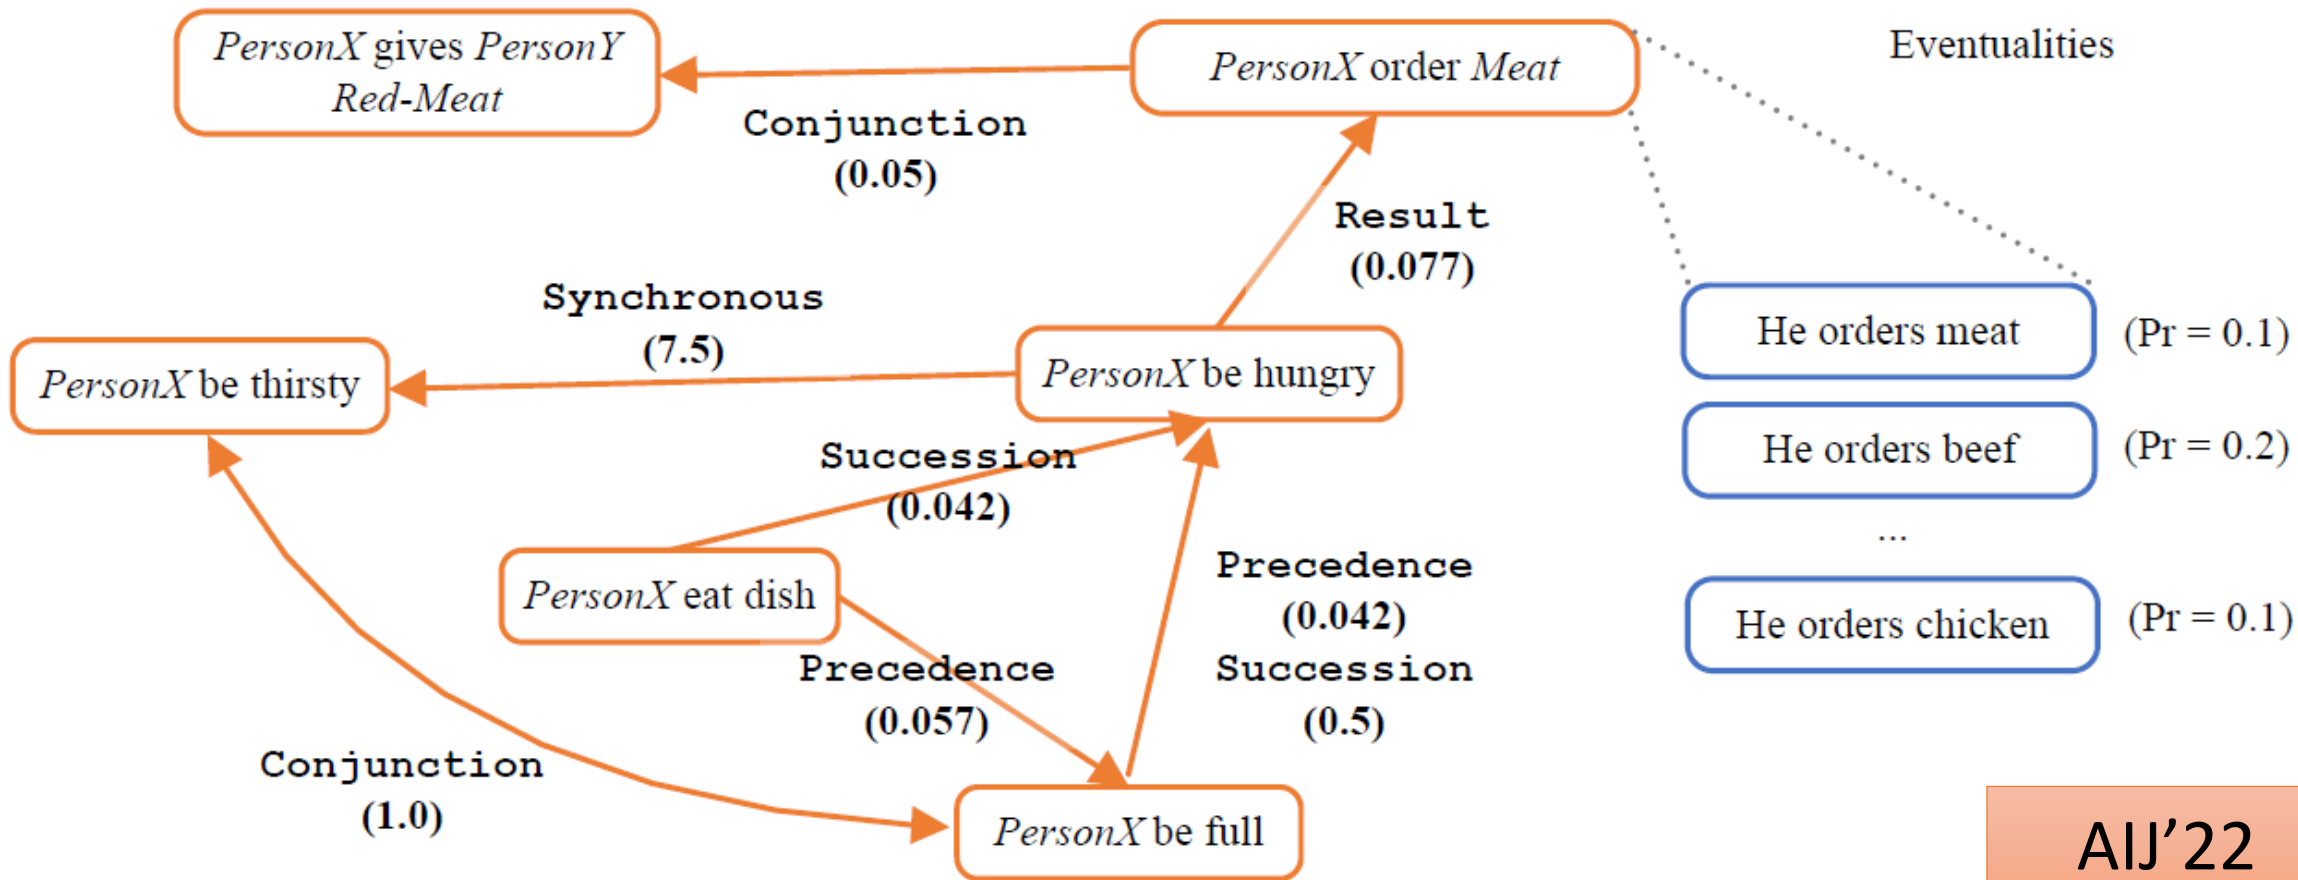 PersonX gives PersonY
Red-Meat
PersonX order Meat
Eventualities
Conjunction
(0.05)
Result
(0.077)
Synchronous
(7.5)
He orders meat
(Pr = 0.1)
PersonX be thirsty
PersonX be hungry
He orders beef
(Pr = 0.2)
Succession
(0.042)
...
PersonX eat dish
Precedence
(0.042)
He orders chicken
(Pr = 0.1)
Precedence
(0.057)
Succession
(0.5)
Conjunction
(1.0)
PersonX be full
AIJ’22